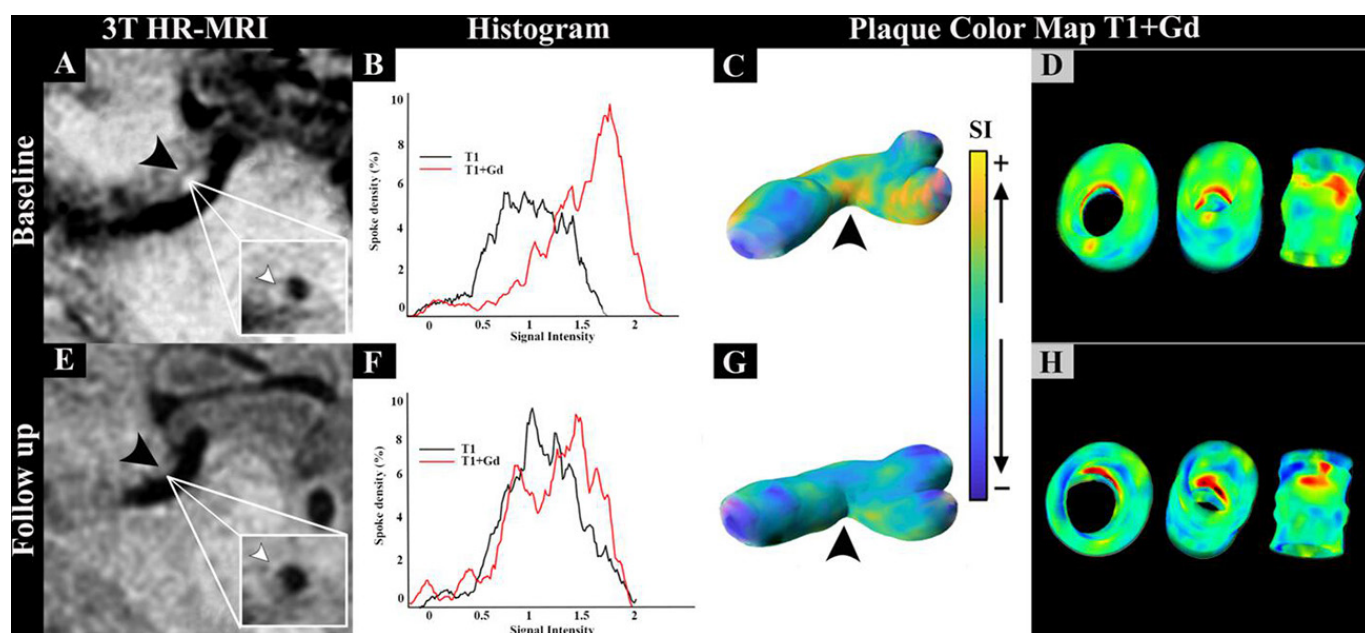 3T HR-MRI Histogram Plaque Color Map T1+Gd
Baseline
A
B
10
8
6
4
2
0
Spoke density (%)
T1
T1+Gd
0 0.5 1 1.5 2
Signal Intensity
C
SI
+
−
D
Follow up
E
F
10
8
6
4
2
0
Spoke density (%)
T1
T1+Gd
0 0.5 1 1.5 2
Signal Intensity
G
H